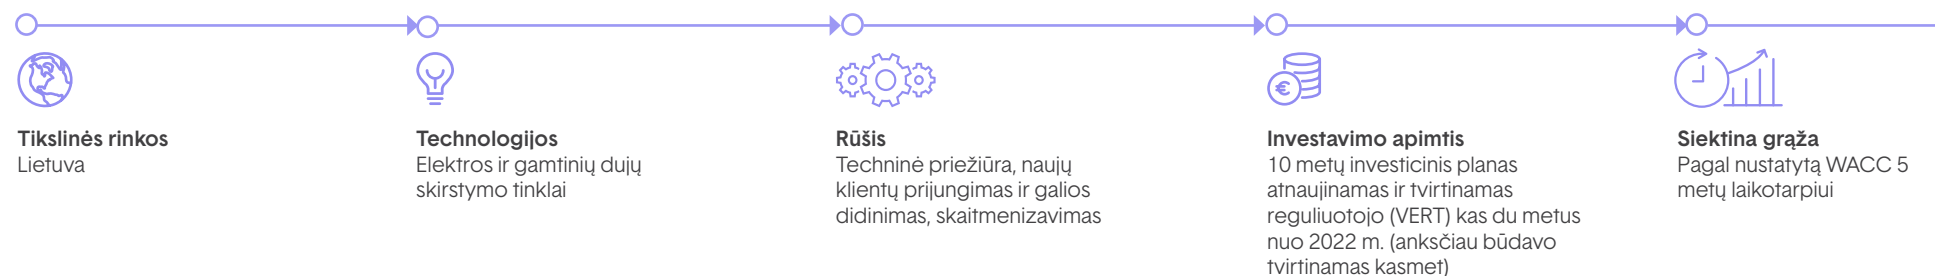 Tikslinės rinkos
Lietuva
Technologijos
Elektros ir gamtinių dujų
skirstymo tinklai
Rūšis
Techninė priežiūra, naujų
klientų prijungimas ir galios
didinimas, skaitmenizavimas
Investavimo apimtis
10 metų investicinis planas
atnaujinamas ir tvirtinamas
reguliuotojo (VERT) kas du metus
nuo 2022 m. (anksčiau būdavo
tvirtinamas kasmet)
Siektina grąža
Pagal nustatytą WACC 5
metų laikotarpiui